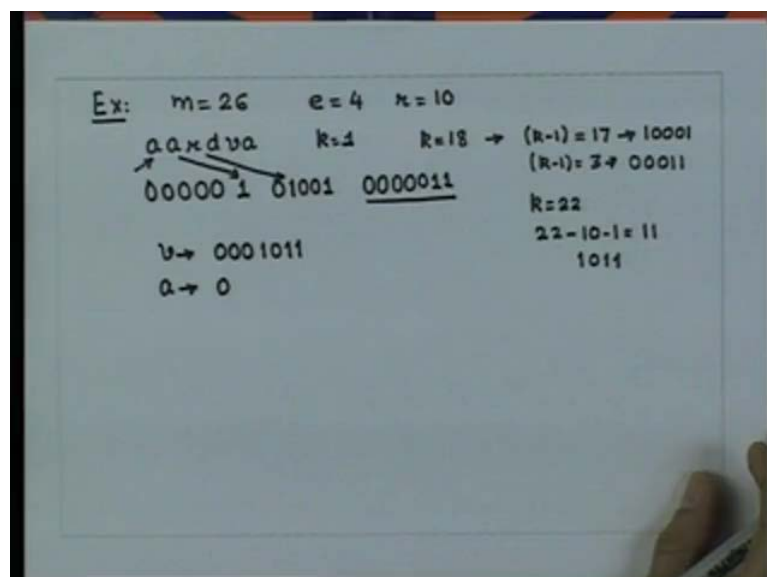 Ex: m = 26 e = 4 r = 10
a a r d v a k = 1 k = 18 → (k-1) = 17 → 10001
(k-1) = 3 → 00011
00000 1 01001 0000011
k = 22
v → 0001011 22-10-1 = 11
1011
a → 0